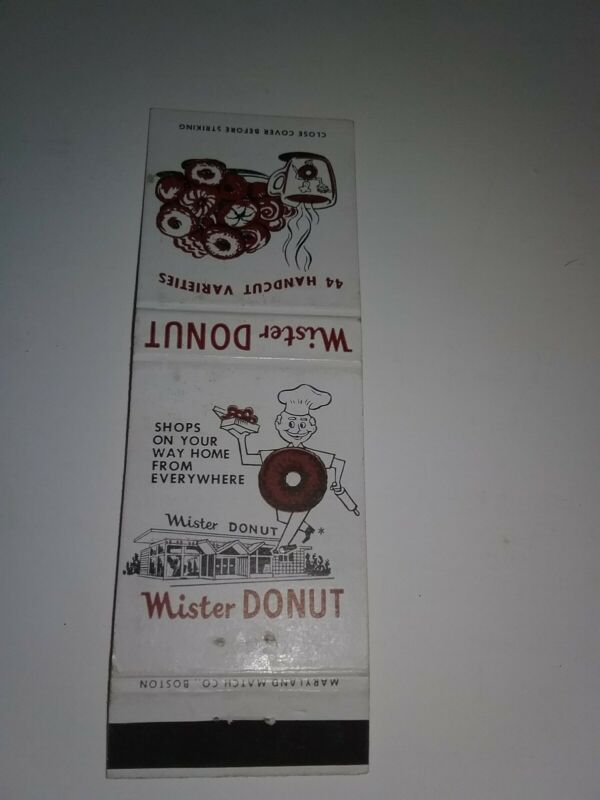 CLOSE COVER BEFORE STRIKING
44 HANDCUT VARIETIES
Mister DONUT
SHOPS
ON YOUR
WAY HOME
FROM
EVERYWHERE
Mister DONUT
*
Mister DONUT
MARYLAND MATCH CO., BOSTON